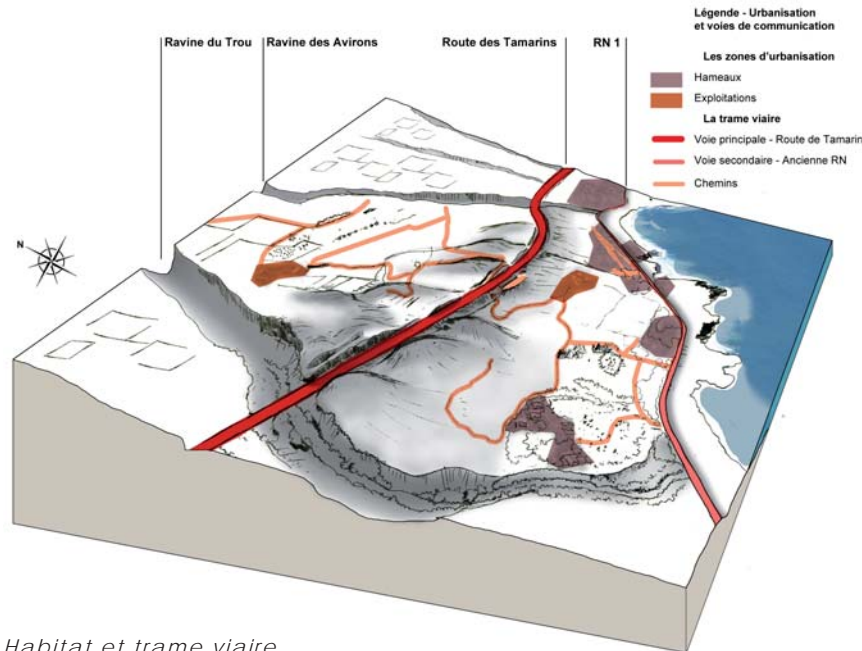 Légende - Urbanisation
et voies de communication
Ravine du Trou
Ravine des Avirons
Route des Tamarins
RN 1
Les zones d'urbanisation
Hameaux
Exploitations
La trame viaire
Voie principale - Route de Tamarin
Voie secondaire - Ancienne RN
Chemins
N
Habitat et trame viaire